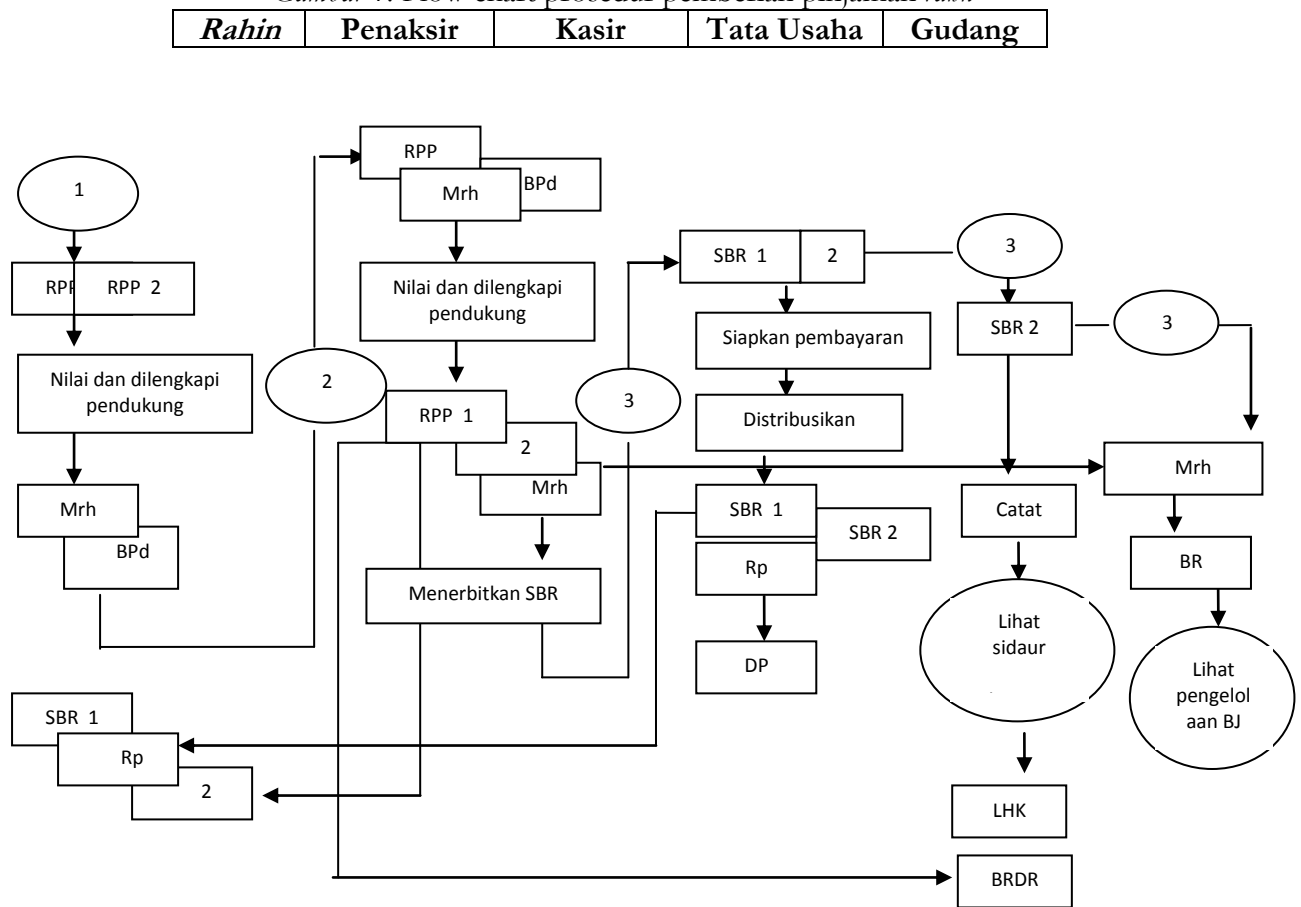 Gambar Flow chart prosedur pemberian pinjaman rahn
Rahin Penaksir Kasir Tata Usaha Gudang
1
RPP RPP 2
Nilai dan dilengkapi
pendukung
Mrh
BPd
2
RPP
Mrh
BPd
Nilai dan dilengkapi
pendukung
RPP 1
2
Mrh
Menerbitkan SBR
3
SBR 1 2
Siapkan pembayaran
Distribusikan
SBR 1
SBR 2
Rp
DP
3
SBR 2
3
Catat
Lihat
sidaur
LHK
BRDR
Mrh
BR
Lihat
pengelol
aan BJ
SBR 1
Rp
2